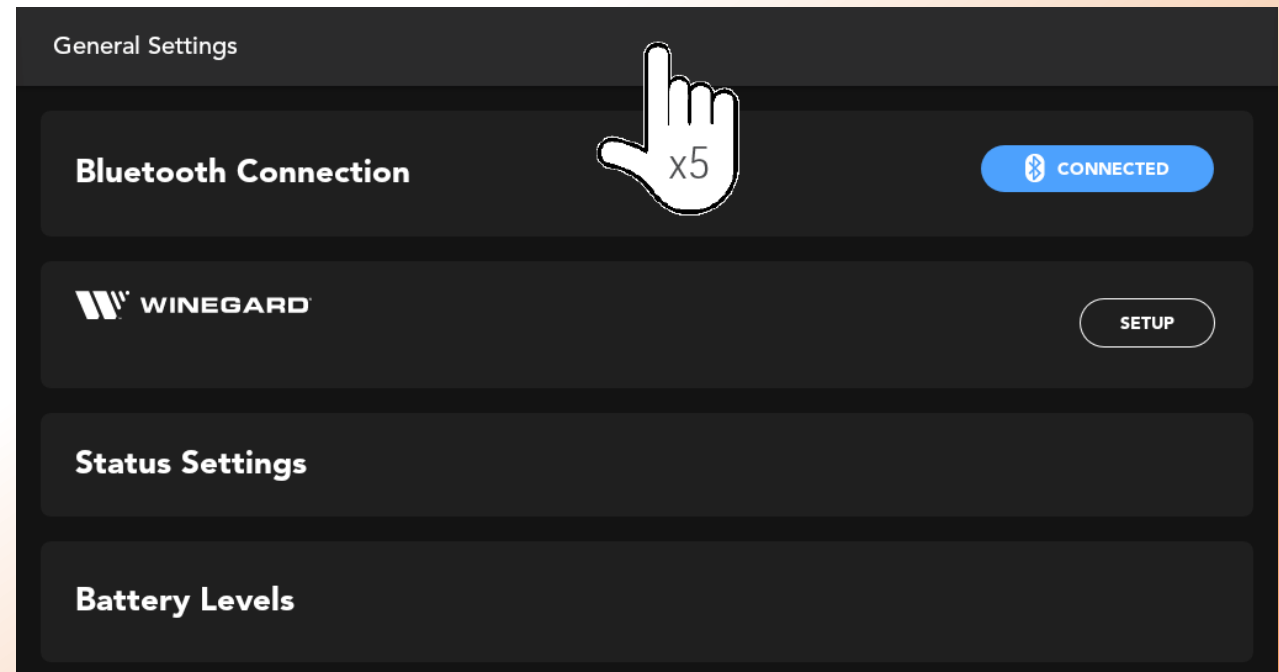 General Settings
x5
Bluetooth Connection
CONNECTED
WINEGARD
SETUP
Status Settings
Battery Levels